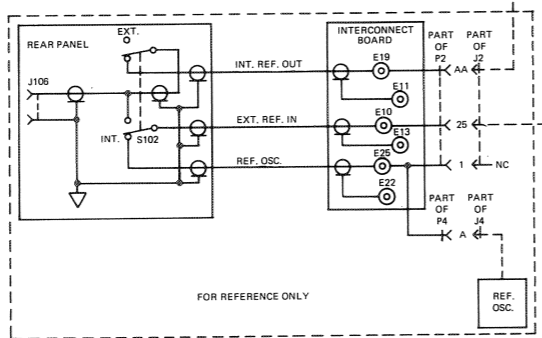 REAR PANEL
EXT.
J106
INT.
S102
INT. REF. OUT
EXT. REF. IN
REF. OSC.
INTERCONNECT
BOARD
E19
E11
E10
E13
E25
E22
PART
OF
P2
PART
OF
J2
AA
25
1
NC
PART
OF
P4
PART
OF
J4
A
REF.
OSC.
FOR REFERENCE ONLY